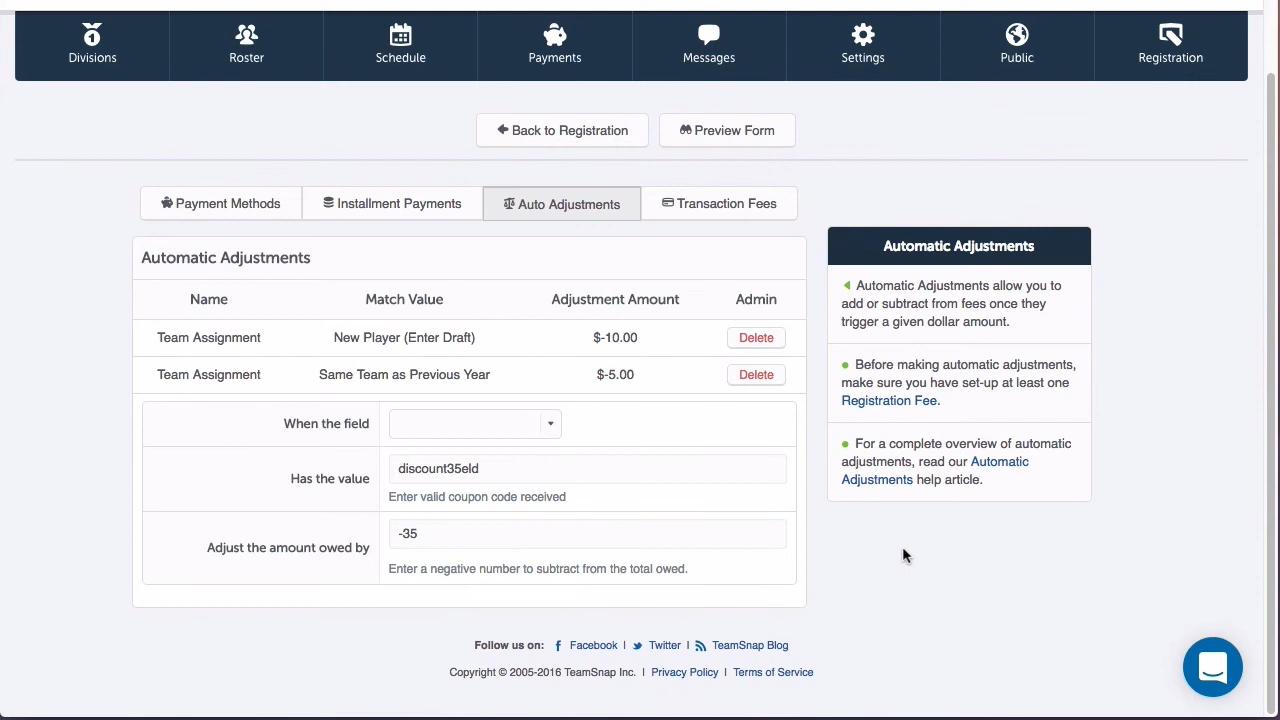 Divisions
Roster
Schedule
Payments
Messages
Settings
Public
Registration
Back to Registration
Preview Form
Payment Methods
Installment Payments
Auto Adjustments
Transaction Fees
Automatic Adjustments
Name Match Value Adjustment Amount Admin
Team Assignment New Player (Enter Draft) $-10.00 Delete
Team Assignment Same Team as Previous Year $-5.00 Delete
When the field
Has the value discount35eld
Enter valid coupon code received
Adjust the amount owed by -35
Enter a negative number to subtract from the total owed.
Automatic Adjustments
Automatic Adjustments allow you to
add or subtract from fees once they
trigger a given dollar amount.
Before making automatic adjustments,
make sure you have set-up at least one
Registration Fee.
For a complete overview of automatic
adjustments, read our Automatic
Adjustments help article.
Follow us on: Facebook | Twitter | TeamSnap Blog
Copyright © 2005-2016 TeamSnap Inc. | Privacy Policy | Terms of Service